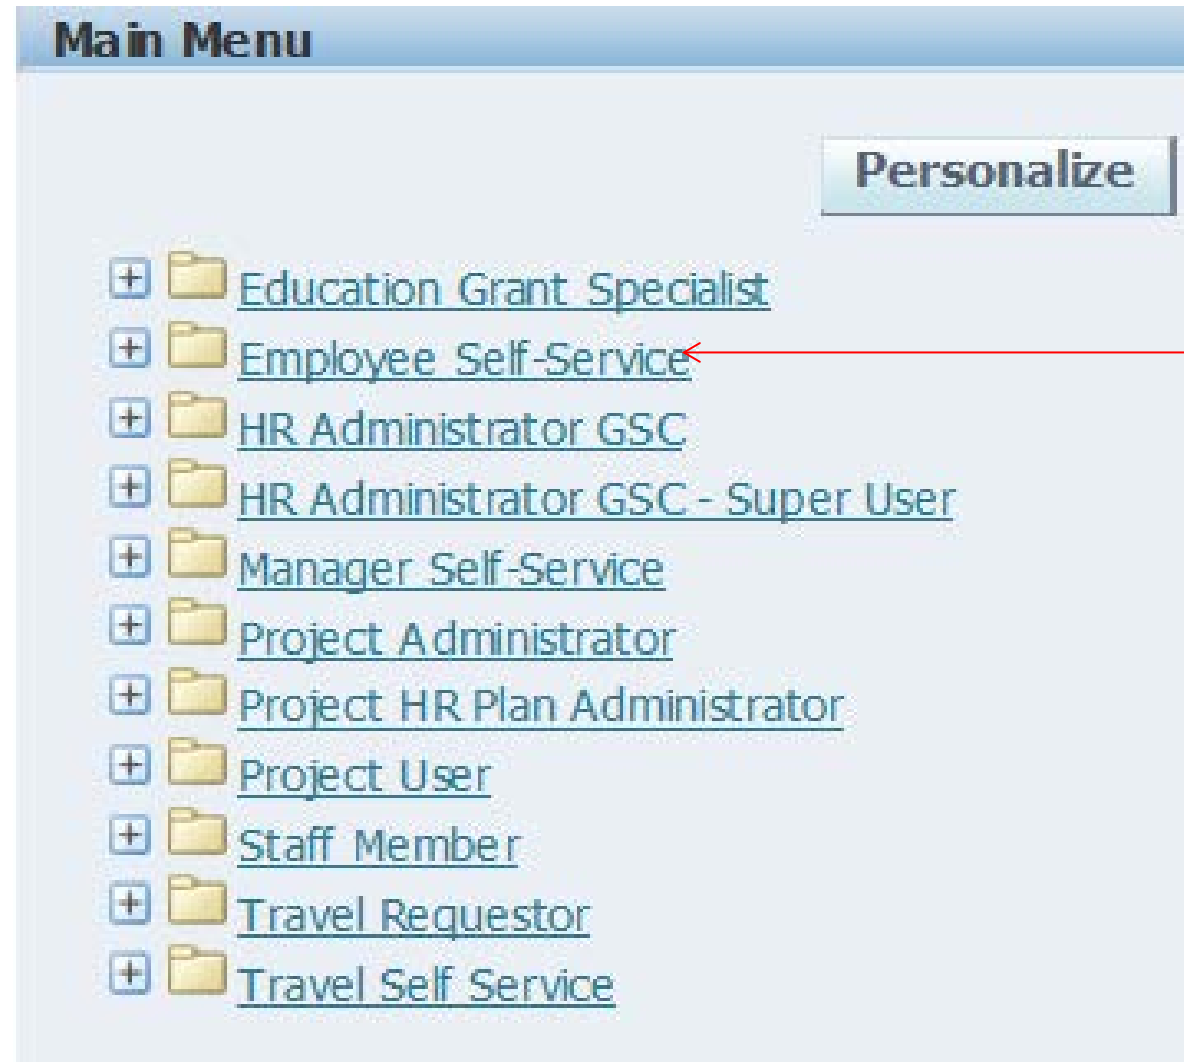 Main Menu
Personalize
Education Grant Specialist
Employee Self-Service
HR Administrator GSC
HR Administrator GSC - Super User
Manager Self-Service
Project Administrator
Project HR Plan Administrator
Project User
Staff Member
Travel Requestor
Travel Self Service